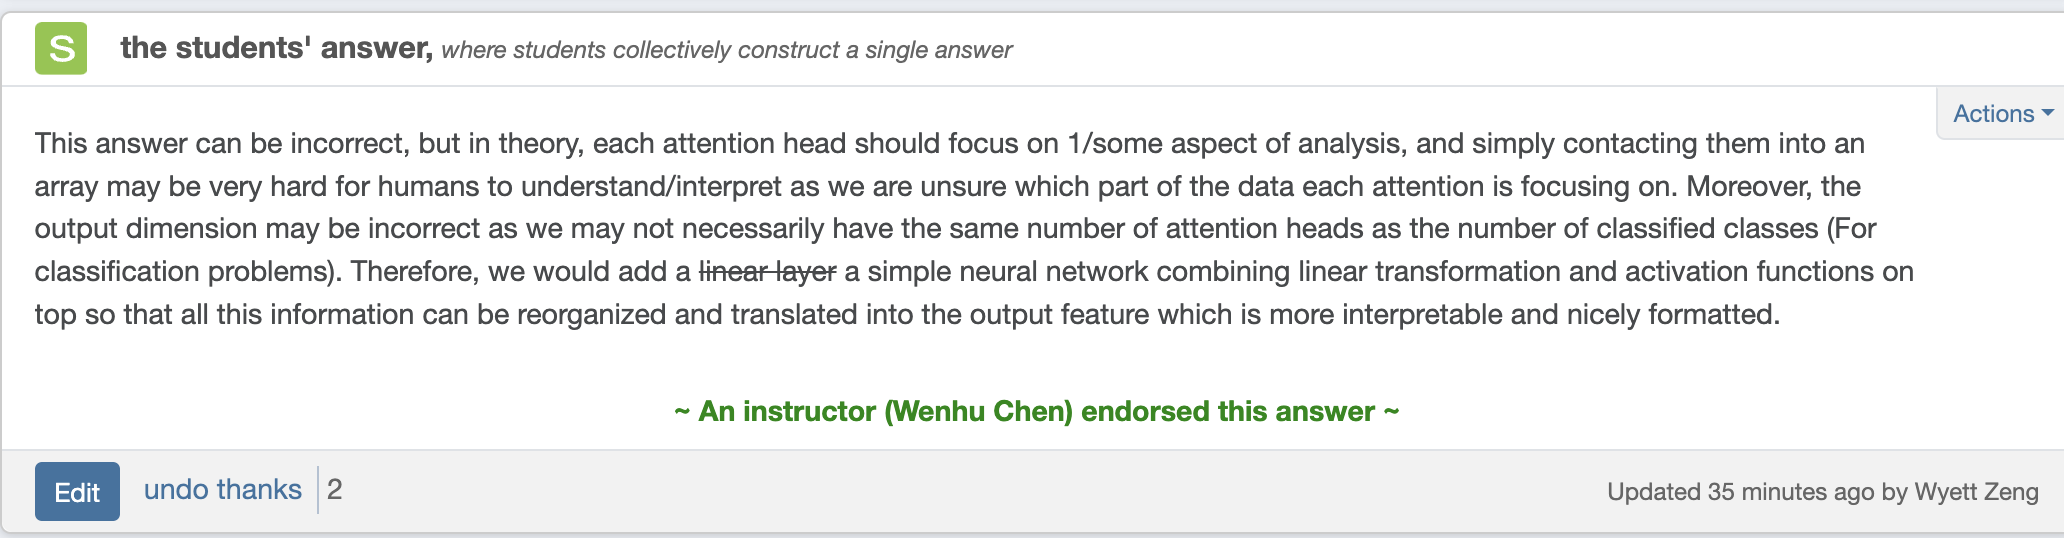 S the students' answer, where students collectively construct a single answer
Actions
This answer can be incorrect, but in theory, each attention head should focus on 1/some aspect of analysis, and simply contacting them into an
array may be very hard for humans to understand/interpret as we are unsure which part of the data each attention is focusing on. Moreover, the
output dimension may be incorrect as we may not necessarily have the same number of attention heads as the number of classified classes (For
classification problems). Therefore, we would add a linear layer a simple neural network combining linear transformation and activation functions on
top so that all this information can be reorganized and translated into the output feature which is more interpretable and nicely formatted.
~ An instructor (Wenhu Chen) endorsed this answer ~
Edit undo thanks 2 Updated 35 minutes ago by Wyett Zeng